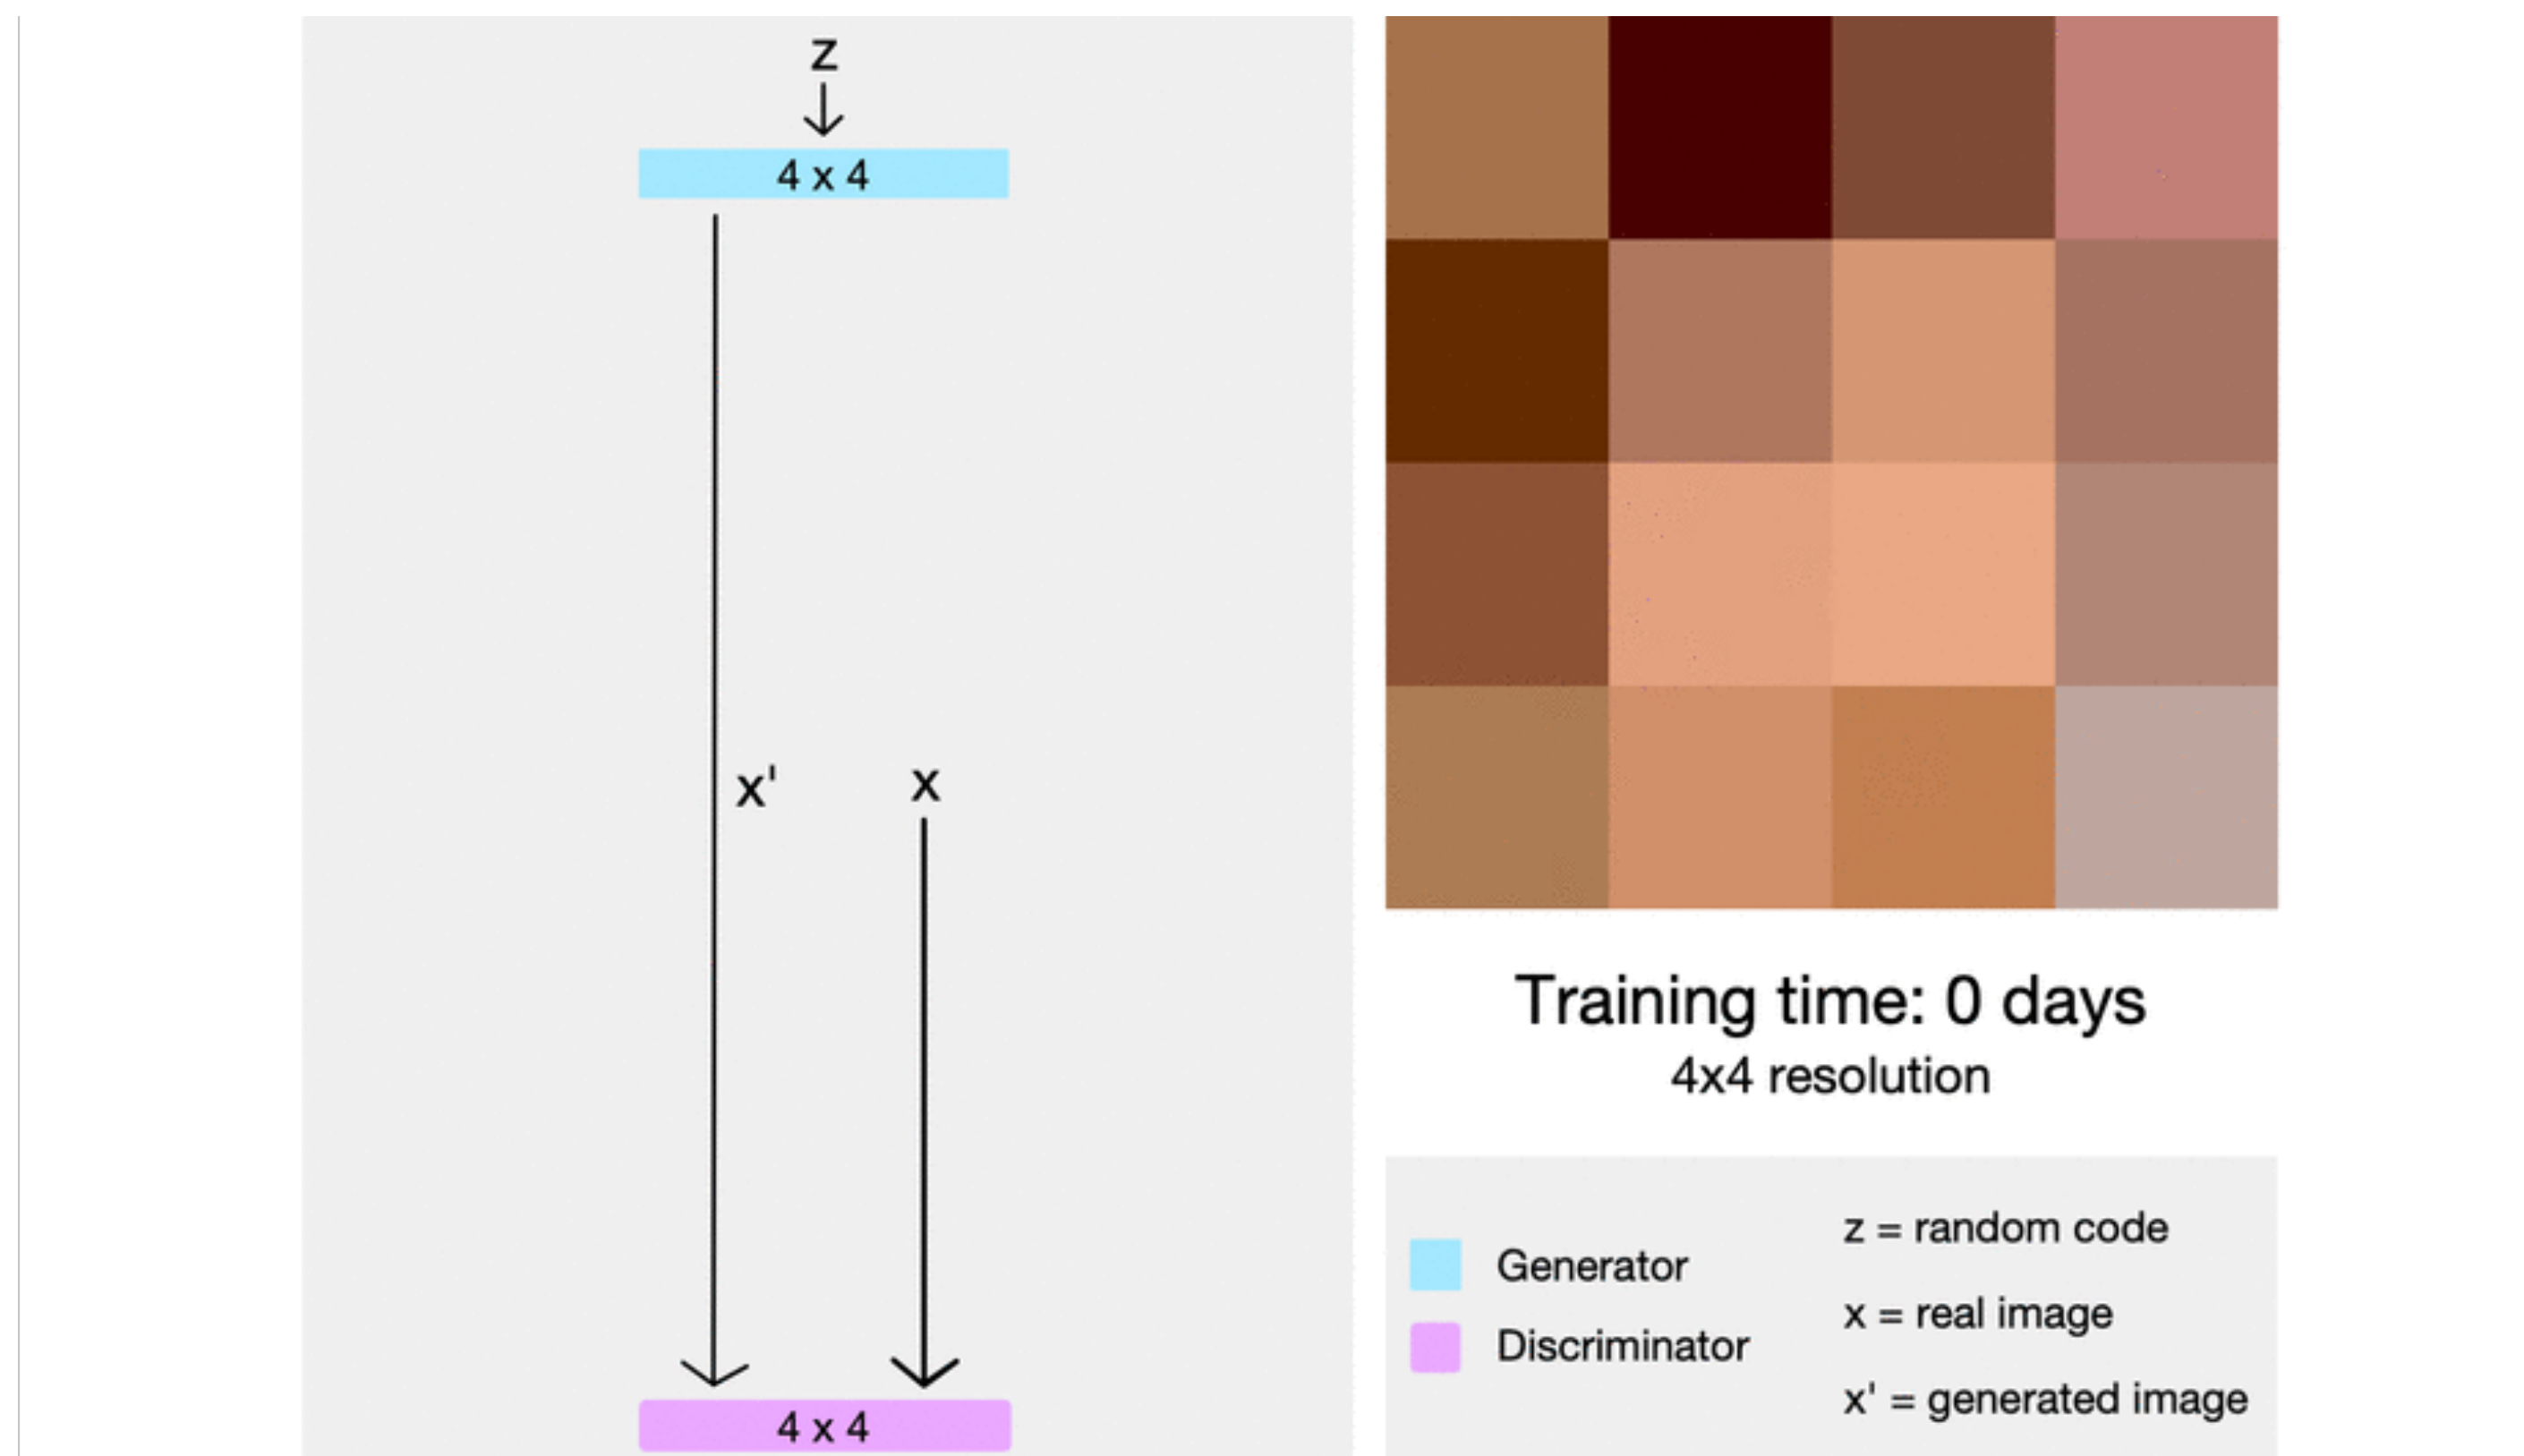 z
4 x 4
x'
x
4 x 4
Training time: 0 days
4x4 resolution
Generator
Discriminator
z = random code
x = real image
x' = generated image